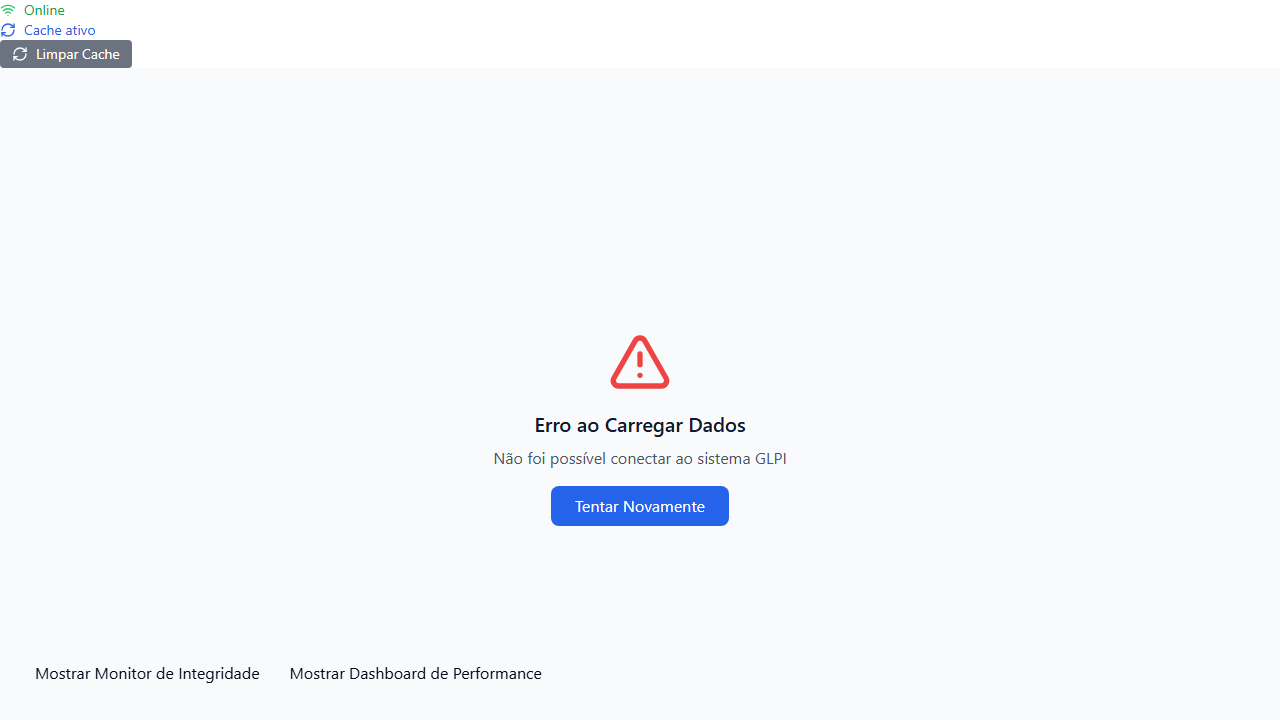 Online
Cache ativo
Limpar Cache
Erro ao Carregar Dados
Não foi possível conectar ao sistema GLPI
Tentar Novamente
Mostrar Monitor de Integridade
Mostrar Dashboard de Performance